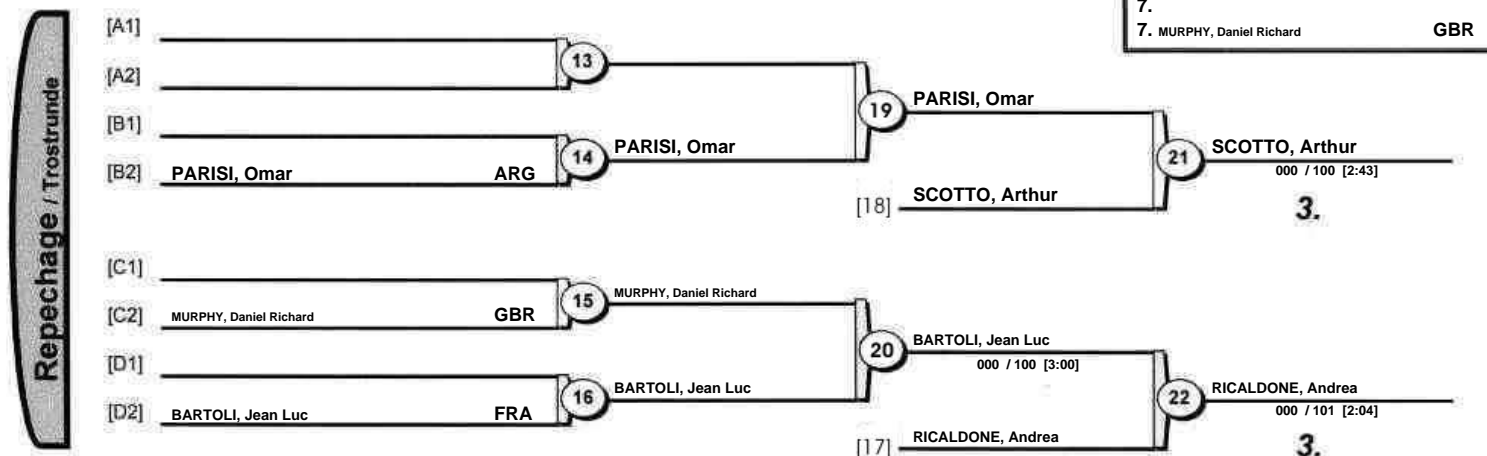 7.
7. MURPHY, Daniel Richard GBR
Repechage / Trostrunde
[A1]
13
[A2]
[B1]
19 PARISI, Omar
14 PARISI, Omar
[B2] PARISI, Omar ARG
21 SCOTTO, Arthur
000 / 100 [2:43]
[18] SCOTTO, Arthur
3.
[C1]
15 MURPHY, Daniel Richard
[C2] MURPHY, Daniel Richard GBR
20 BARTOLI, Jean Luc
000 / 100 [3:00]
[D1]
16 BARTOLI, Jean Luc
[D2] BARTOLI, Jean Luc FRA
22 RICALDONE, Andrea
000 / 101 [2:04]
[17] RICALDONE, Andrea
3.